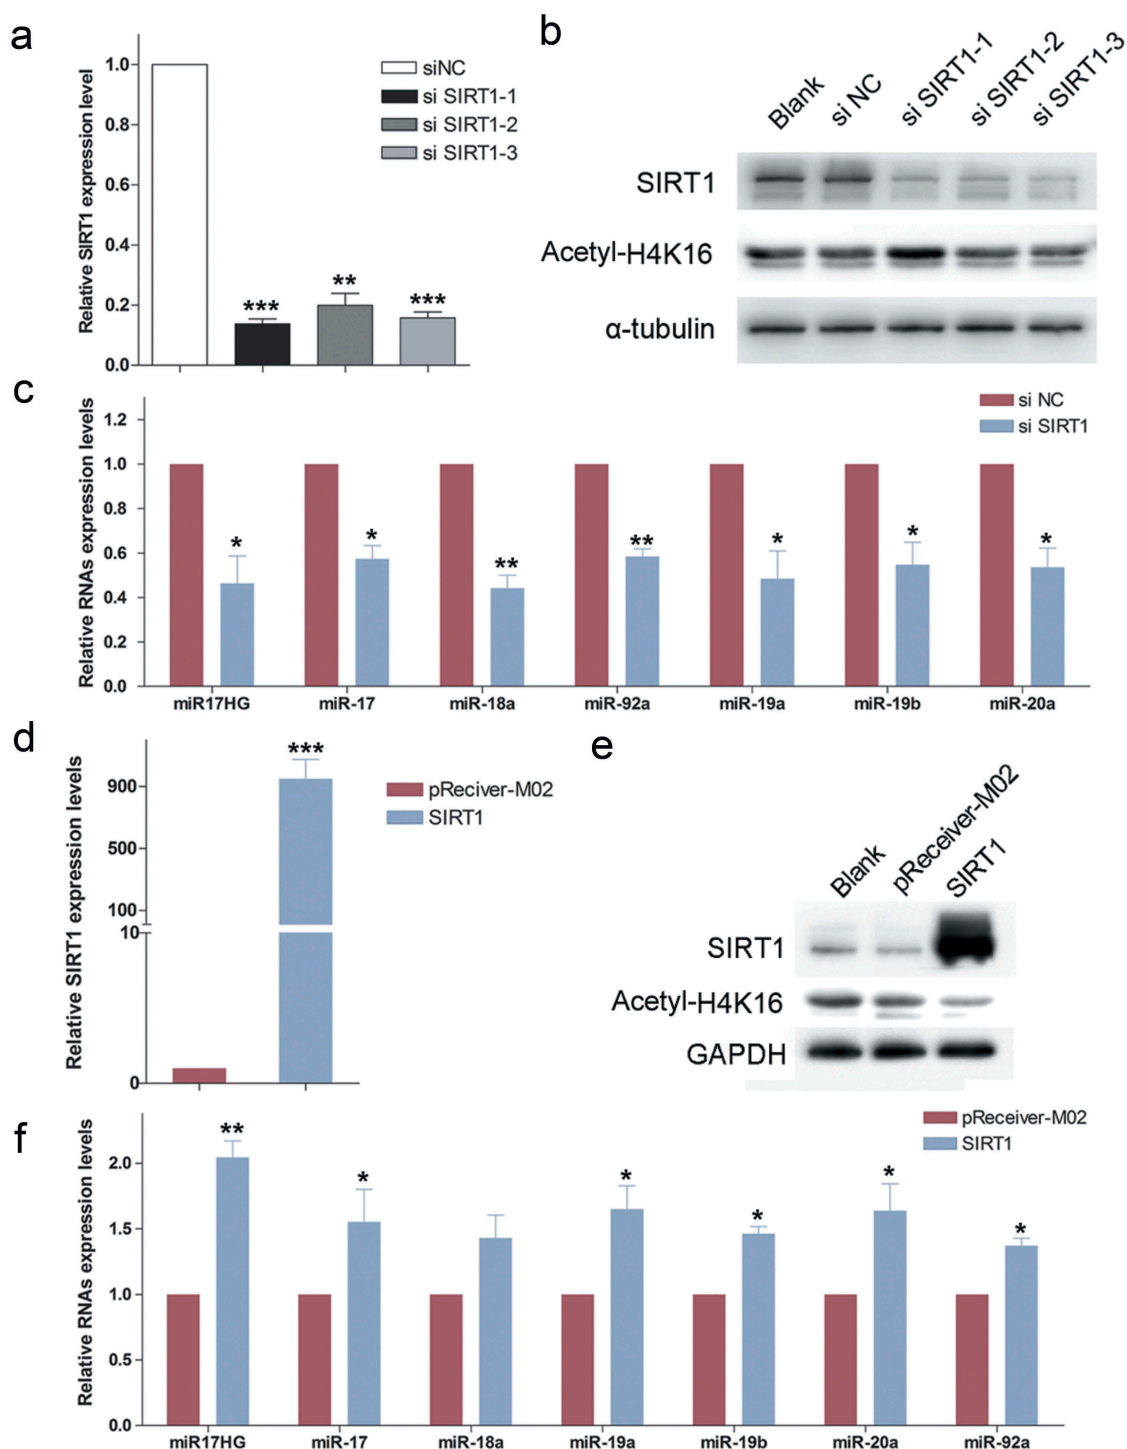 a
Relative SIRT1 expression level
1.0
0.8
0.6
0.4
0.2
0.0
***
**
***
siNC
si SIRT1-1
si SIRT1-2
si SIRT1-3
b
Blank
si NC
si SIRT1-1
si SIRT1-2
si SIRT1-3
SIRT1
Acetyl-H4K16
α-tubulin
c
Relative RNAs expression levels
1.2
1.0
0.8
0.6
0.4
0.2
0.0
si NC
si SIRT1
*
*
**
**
*
*
*
miR17HG
miR-17
miR-18a
miR-92a
miR-19a
miR-19b
miR-20a
d
Relative SIRT1 expression levels
900
500
100
10
0
***
pReciver-M02
SIRT1
e
Blank
pReceiver-M02
SIRT1
SIRT1
Acetyl-H4K16
GAPDH
f
Relative RNAs expression levels
2.0
1.5
1.0
0.5
0.0
pReceiver-M02
SIRT1
**
*
*
*
*
*
miR17HG
miR-17
miR-18a
miR-19a
miR-19b
miR-20a
miR-92a